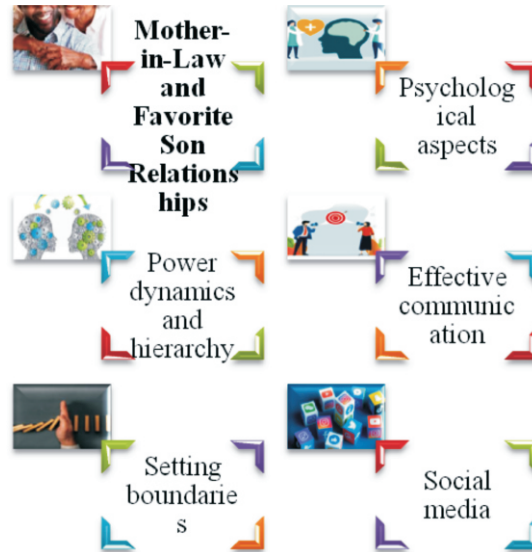 Mother-
in-Law
and
Favorite
Son
Relations
hips
Psycholog
ical
aspects
Power
dynamics
and
hierarchy
Effective
communic
ation
Setting
boundarie
s
Social
media